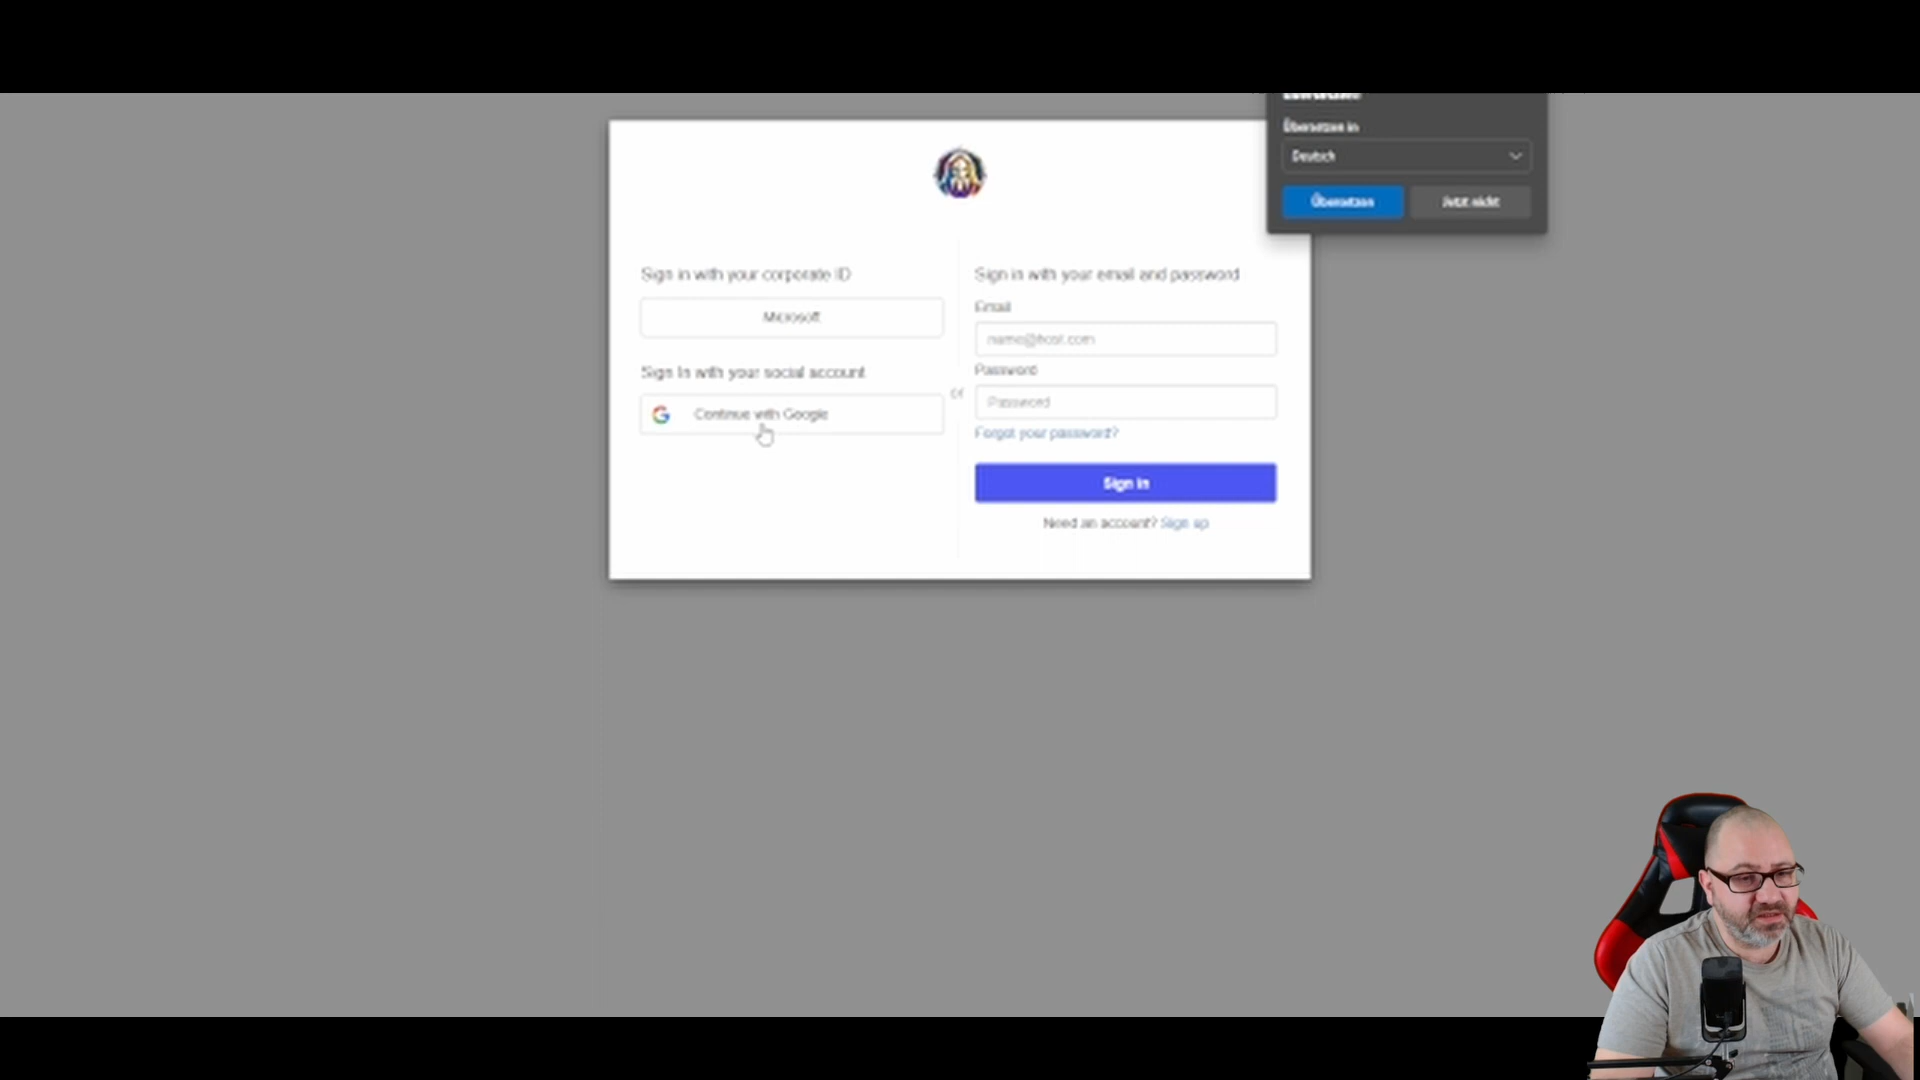 Übersetzen in
Deutsch
Übersetzen
Jetzt nicht
Sign in with your corporate ID
Microsoft
Sign In with your social account
Continue with Google
or
Sign in with your email and password
Email
name@host.com
Password
Password
Forgot your password?
Sign in
Need an account? Sign up